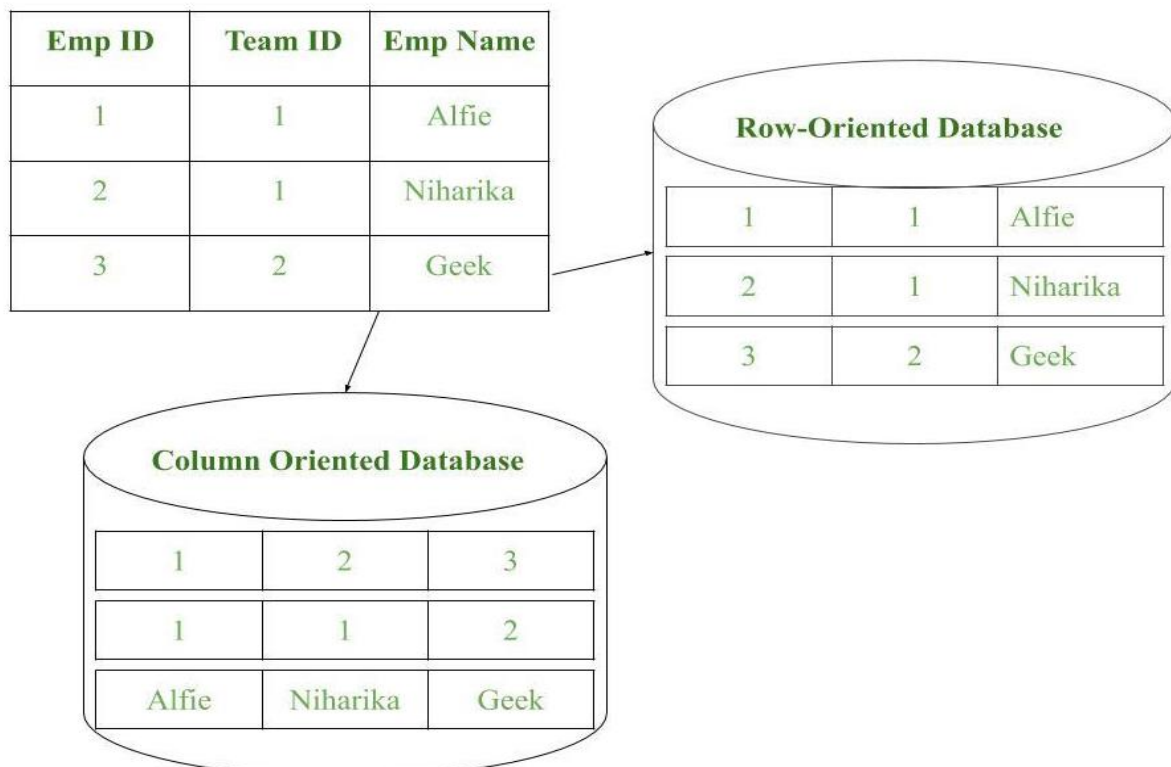 Emp ID Team ID Emp Name
1 1 Alfie
2 1 Niharika
3 2 Geek
Row-Oriented Database
1 1 Alfie
2 1 Niharika
3 2 Geek
Column Oriented Database
1 2 3
1 1 2
Alfie Niharika Geek